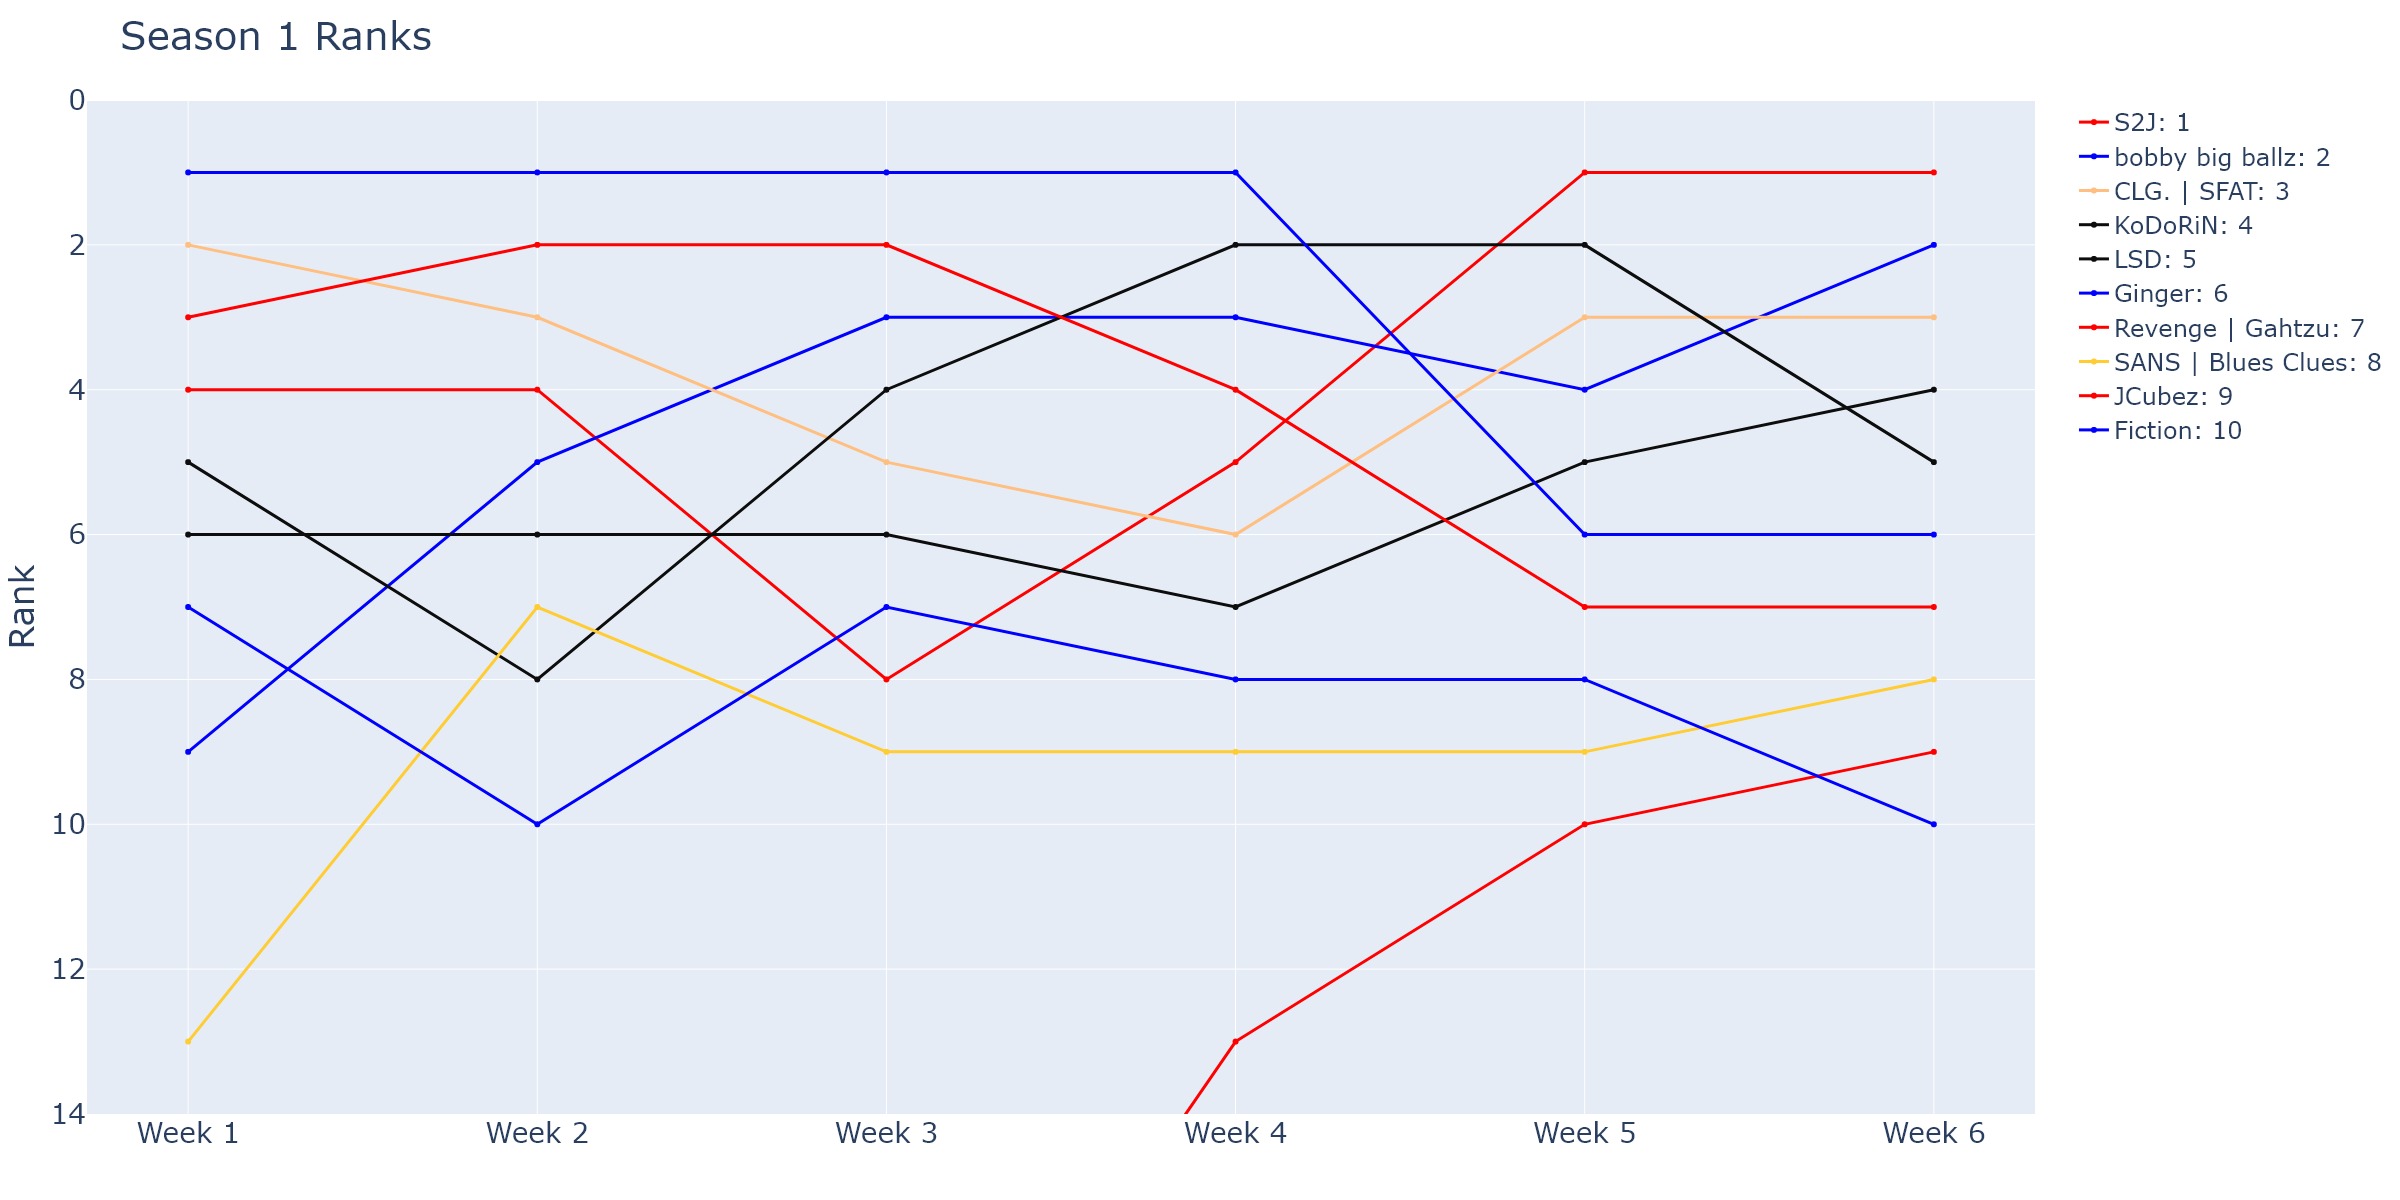 Season 1 Ranks
0
2
4
6
8
10
12
14
Rank
Week 1
Week 2
Week 3
Week 4
Week 5
Week 6
S2J: 1
bobby big ballz: 2
CLG. | SFAT: 3
KoDoRiN: 4
LSD: 5
Ginger: 6
Revenge | Gahtzu: 7
SANS | Blues Clues: 8
JCubez: 9
Fiction: 10